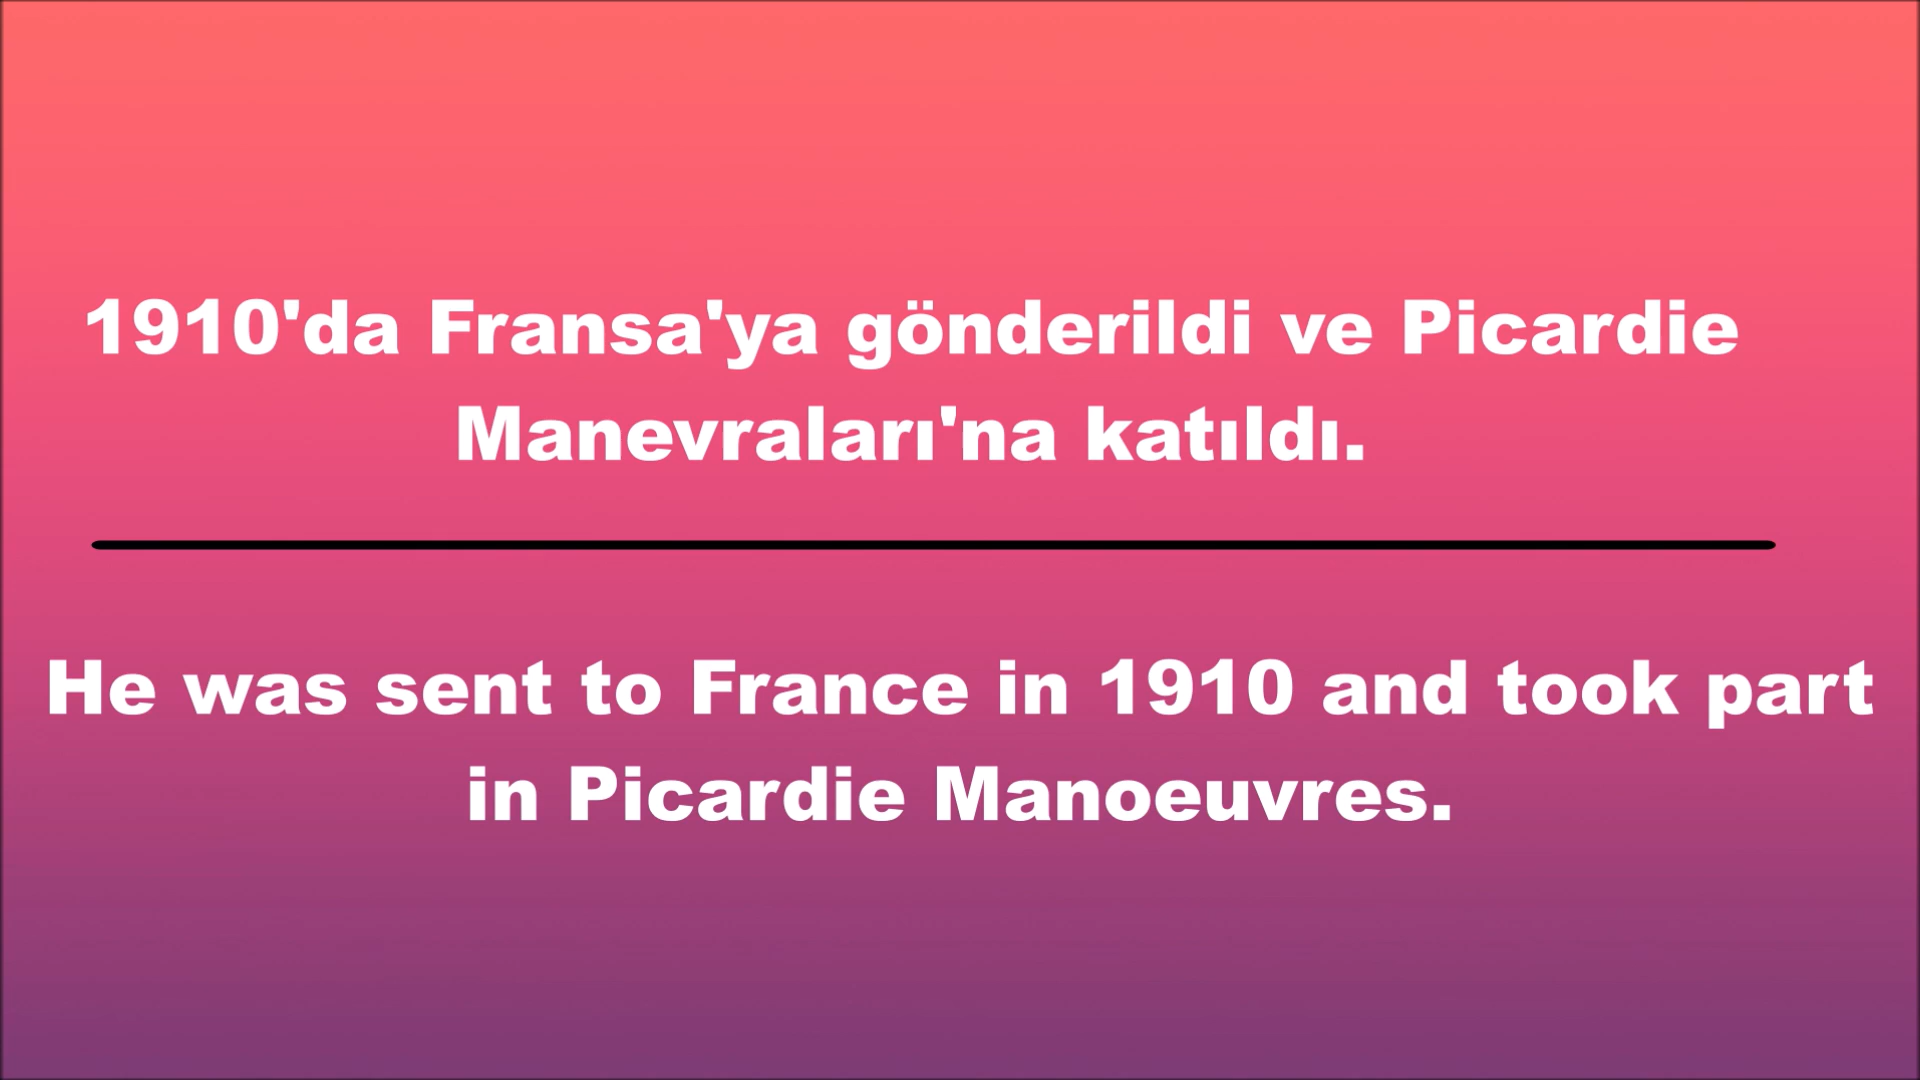 1910'da Fransa'ya gönderildi ve Picardie
Manevraları'na katıldı.
He was sent to France in 1910 and took part
in Picardie Manoeuvres.